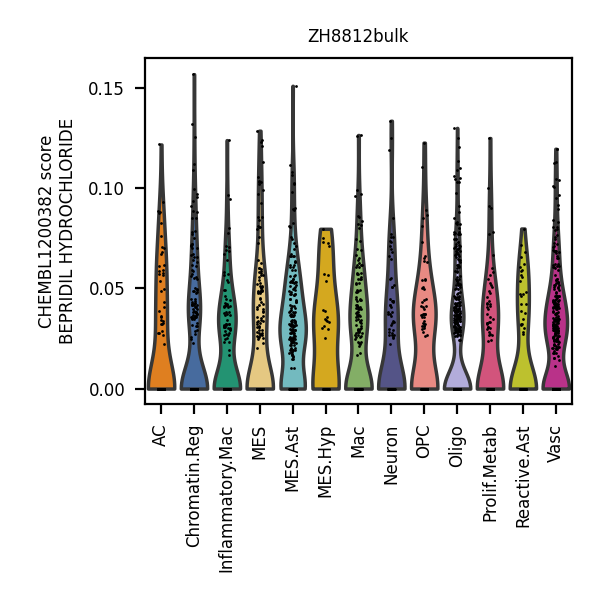 ZH8812bulk
CHEMBL1200382 score
BEPRIDIL HYDROCHLORIDE
0.15
0.10
0.05
0.00
AC
Chromatin.Reg
Inflammatory.Mac
MES
MES.Ast
MES.Hyp
Mac
Neuron
OPC
Oligo
Prolif.Metab
Reactive.Ast
Vasc